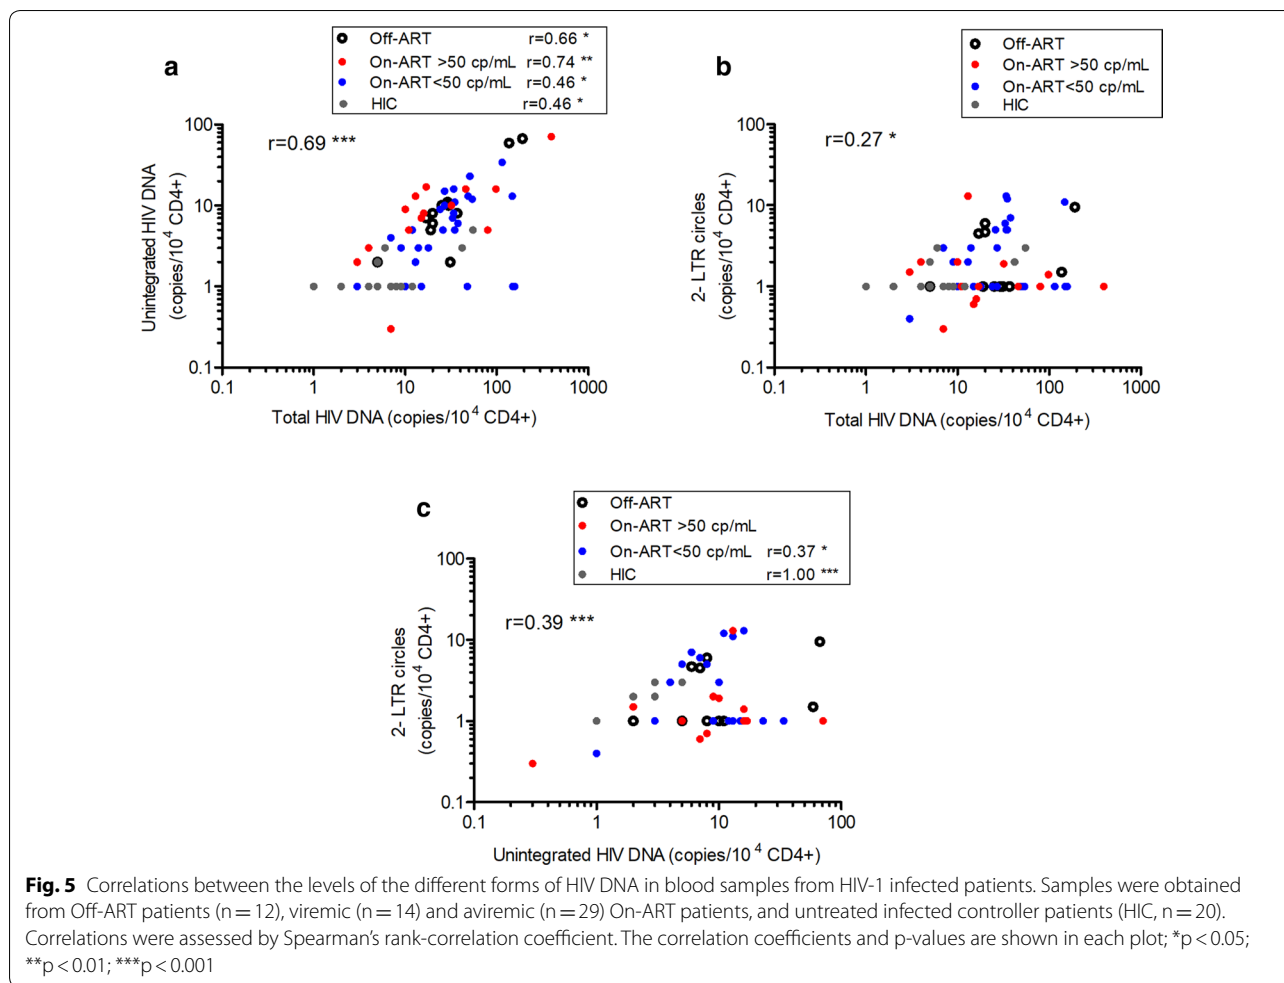 a
Off-ART r=0.66 *
On-ART >50 cp/mL r=0.74 **
On-ART<50 cp/mL r=0.46 *
HIC r=0.46 *
r=0.69 ***
Unintegrated HIV DNA
(copies/10⁴ CD4+)
100
10
1
0.1
0.1 1 10 100 1000
Total HIV DNA (copies/10⁴ CD4+)
b
Off-ART
On-ART >50 cp/mL
On-ART<50 cp/mL
HIC
r=0.27 *
2- LTR circles
(copies/10⁴ CD4+)
100
10
1
0.1
0.1 1 10 100 1000
Total HIV DNA (copies/10⁴ CD4+)
c
Off-ART
On-ART >50 cp/mL
On-ART<50 cp/mL r=0.37 *
HIC r=1.00 ***
r=0.39 ***
2- LTR circles
(copies/10⁴ CD4+)
100
10
1
0.1
0.1 1 10 100
Unintegrated HIV DNA (copies/10⁴ CD4+)
Fig. 5 Correlations between the levels of the different forms of HIV DNA in blood samples from HIV-1 infected patients. Samples were obtained
from Off-ART patients (n = 12), viremic (n = 14) and aviremic (n = 29) On-ART patients, and untreated infected controller patients (HIC, n = 20).
Correlations were assessed by Spearman's rank-correlation coefficient. The correlation coefficients and p-values are shown in each plot; *p < 0.05;
**p < 0.01; ***p < 0.001